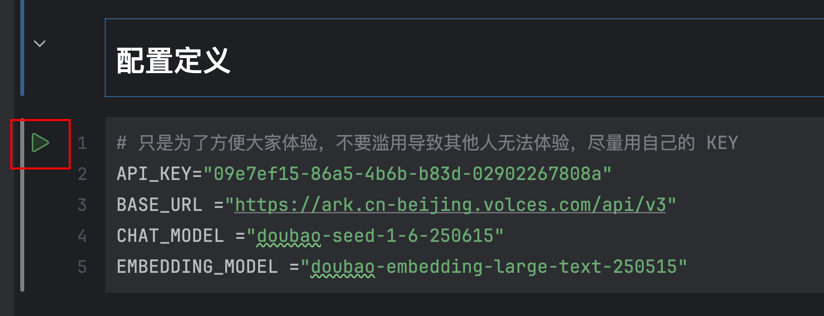 配置定义
1 # 只是为了方便大家体验，不要滥用导致其他人无法体验，尽量用自己的 KEY
2 API_KEY="09e7ef15-86a5-4b6b-b83d-02902267808a"
3 BASE_URL ="https://ark.cn-beijing.volces.com/api/v3"
4 CHAT_MODEL ="doubao-seed-1-6-250615"
5 EMBEDDING_MODEL ="doubao-embedding-large-text-250515"